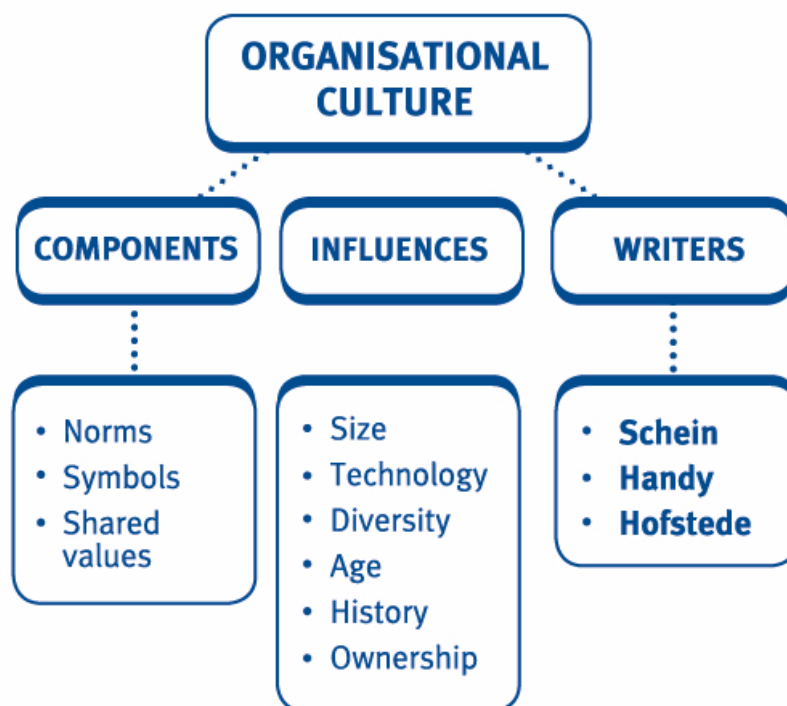 ORGANISATIONAL
CULTURE
COMPONENTS
INFLUENCES
WRITERS
• Norms
• Symbols
• Shared
values
• Size
• Technology
• Diversity
• Age
• History
• Ownership
• Schein
• Handy
• Hofstede